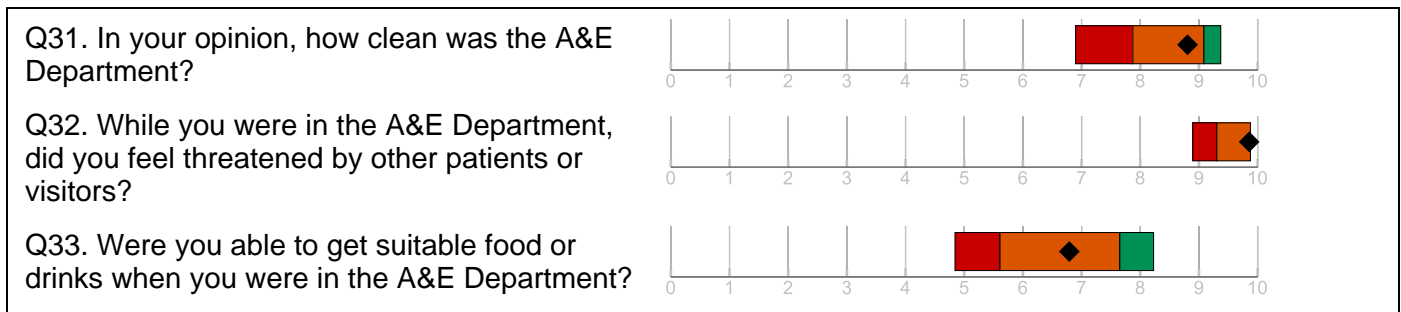 Q31. In your opinion, how clean was the A&E
Department?
0 1 2 3 4 5 6 7 8 9 10
Q32. While you were in the A&E Department,
did you feel threatened by other patients or
visitors?
0 1 2 3 4 5 6 7 8 9 10
Q33. Were you able to get suitable food or
drinks when you were in the A&E Department?
0 1 2 3 4 5 6 7 8 9 10